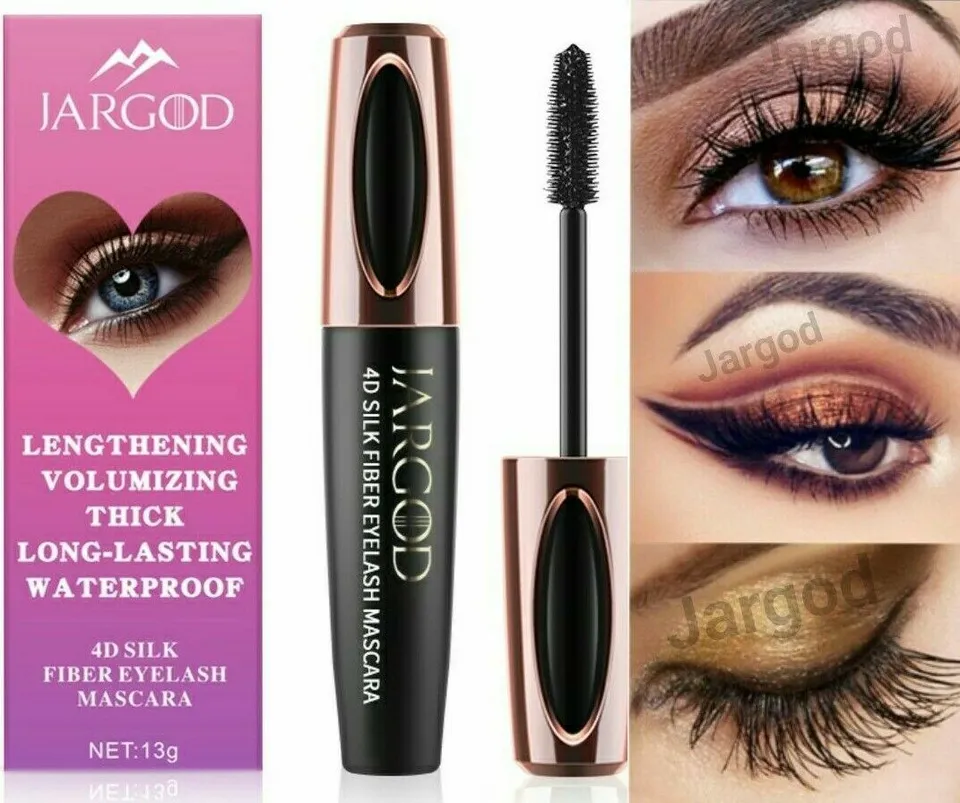 JARGOD
LENGTHENING
VOLUMIZING
THICK
LONG-LASTING
WATERPROOF
4D SILK
FIBER EYELASH
MASCARA
NET:13g
JARGOD
4D SILK FIBER EYELASH MASCARA
Jargod
Jargod
Jargod